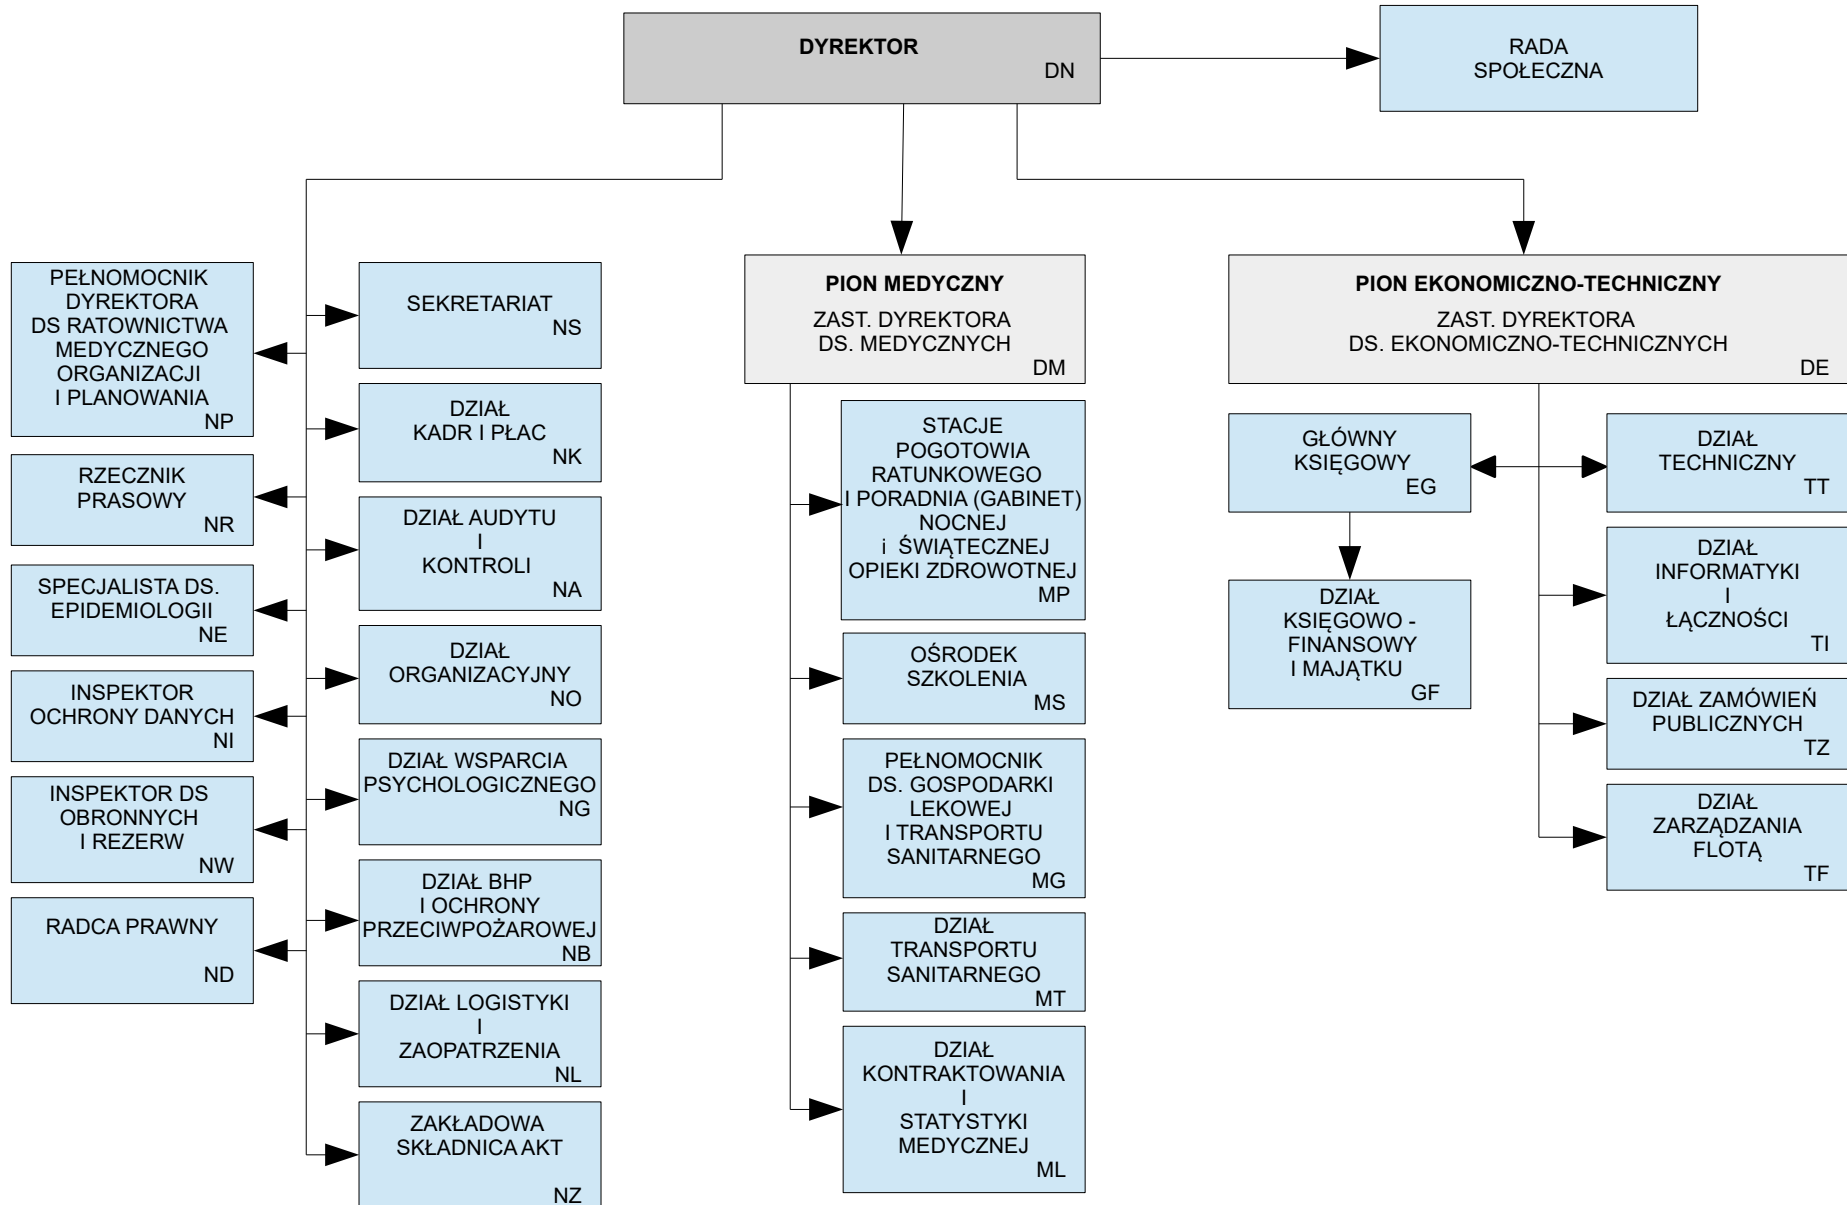 DYREKTOR
DN
RADA
SPOŁECZNA
PEŁNOMOCNIK
DYREKTORA
DS RATOWNICTWA
MEDYCZNEGO
ORGANIZACJI
I PLANOWANIA
NP
RZECZNIK
PRASOWY
NR
SPECJALISTA DS.
EPIDEMIOLOGII
NE
INSPEKTOR
OCHRONY DANYCH
NI
INSPEKTOR DS
OBRONNYCH
I REZERW
NW
RADCA PRAWNY
ND
SEKRETARIAT
NS
DZIAŁ
KADR I PŁAC
NK
DZIAŁ AUDYTU
I
KONTROLI
NA
DZIAŁ
ORGANIZACYJNY
NO
DZIAŁ WSPARCIA
PSYCHOLOGICZNEGO
NG
DZIAŁ BHP
I OCHRONY
PRZECIWPOŻAROWEJ
NB
DZIAŁ LOGISTYKI
I
ZAOPATRZENIA
NL
ZAKŁADOWA
SKŁADNICA AKT
NZ
PION MEDYCZNY
ZAST. DYREKTORA
DS. MEDYCZNYCH
DM
STACJE
POGOTOWIA
RATUNKOWEGO
I PORADNIA (GABINET)
NOCNEJ
i ŚWIĄTECZNEJ
OPIEKI ZDROWOTNEJ
MP
OŚRODEK
SZKOLENIA
MS
PEŁNOMOCNIK
DS. GOSPODARKI
LEKOWEJ
I TRANSPORTU
SANITARNEGO
MG
DZIAŁ
TRANSPORTU
SANITARNEGO
MT
DZIAŁ
KONTRAKTOWANIA
I
STATYSTYKI
MEDYCZNEJ
ML
PION EKONOMICZNO-TECHNICZNY
ZAST. DYREKTORA
DS. EKONOMICZNO-TECHNICZNYCH
DE
GŁÓWNY
KSIĘGOWY
EG
DZIAŁ
KSIĘGOWO -
FINANSOWY
I MAJĄTKU
GF
DZIAŁ
TECHNICZNY
TT
DZIAŁ
INFORMATYKI
I
ŁĄCZNOŚCI
TI
DZIAŁ ZAMÓWIEŃ
PUBLICZNYCH
TZ
DZIAŁ
ZARZĄDZANIA
FLOTĄ
TF